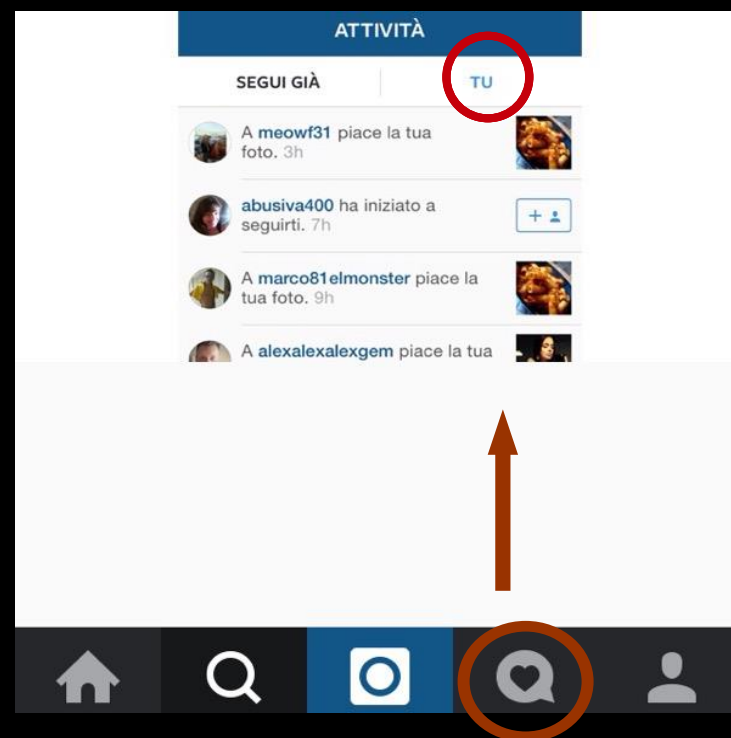 ATTIVITÀ
SEGUI GIÀ TU
A meowf31 piace la tua
foto. 3h
abusiva400 ha iniziato a
seguirti. 7h
A marco81elmonster piace la
tua foto. 9h
A alexalexalexgem piace la tua